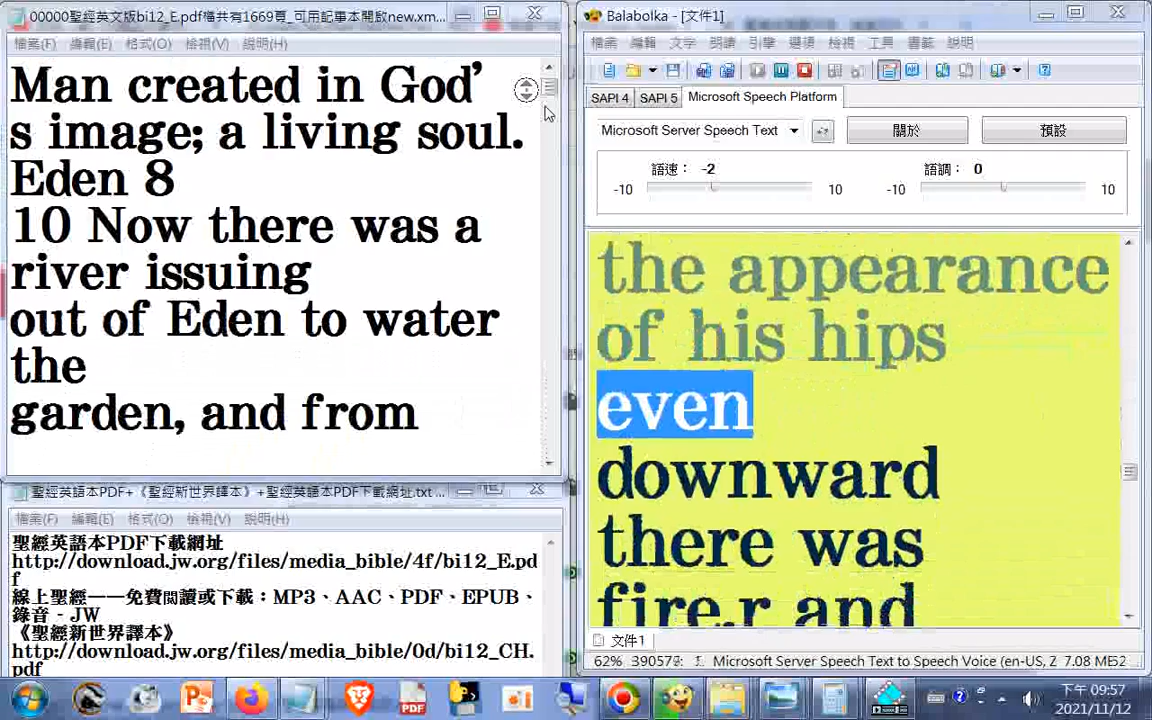 00000聖經英文版bi12_E.pdf檔共有1669頁_可用記事本開啟new.xm...
檔案(F) 編輯(E) 格式(O) 檢視(V) 說明(H)
Man created in God’
s image; a living soul.
Eden 8
10 Now there was a
river issuing
out of Eden to water
the
garden, and from
聖經英語本PDF+《聖經新世界譯本》+聖經英語本PDF下載網址.txt ...
檔案(F) 編輯(E) 格式(O) 檢視(V) 說明(H)
聖經英語本PDF下載網址
http://download.jw.org/files/media_bible/4f/bi12_E.pd
f
線上聖經——免費閱讀或下載：MP3、AAC、PDF、EPUB、
錄音 - JW
《聖經新世界譯本》
http://download.jw.org/files/media_bible/0d/bi12_CH.
pdf
Balabolka - [文件1]
檔案 編輯 文字 朗讀 引擎 選項 檢視 工具 書籤 說明
SAPI 4 SAPI 5 Microsoft Speech Platform
Microsoft Server Speech Text 關於 預設
語速： -2 語調： 0
-10 10 -10 10
the appearance
of his hips
even
downward
there was
fire,r and
文件1
62% Microsoft Server Speech Text to Speech Voice (en-US, Z 7.08 ME52
PDF
下午 09:57
2021/11/12